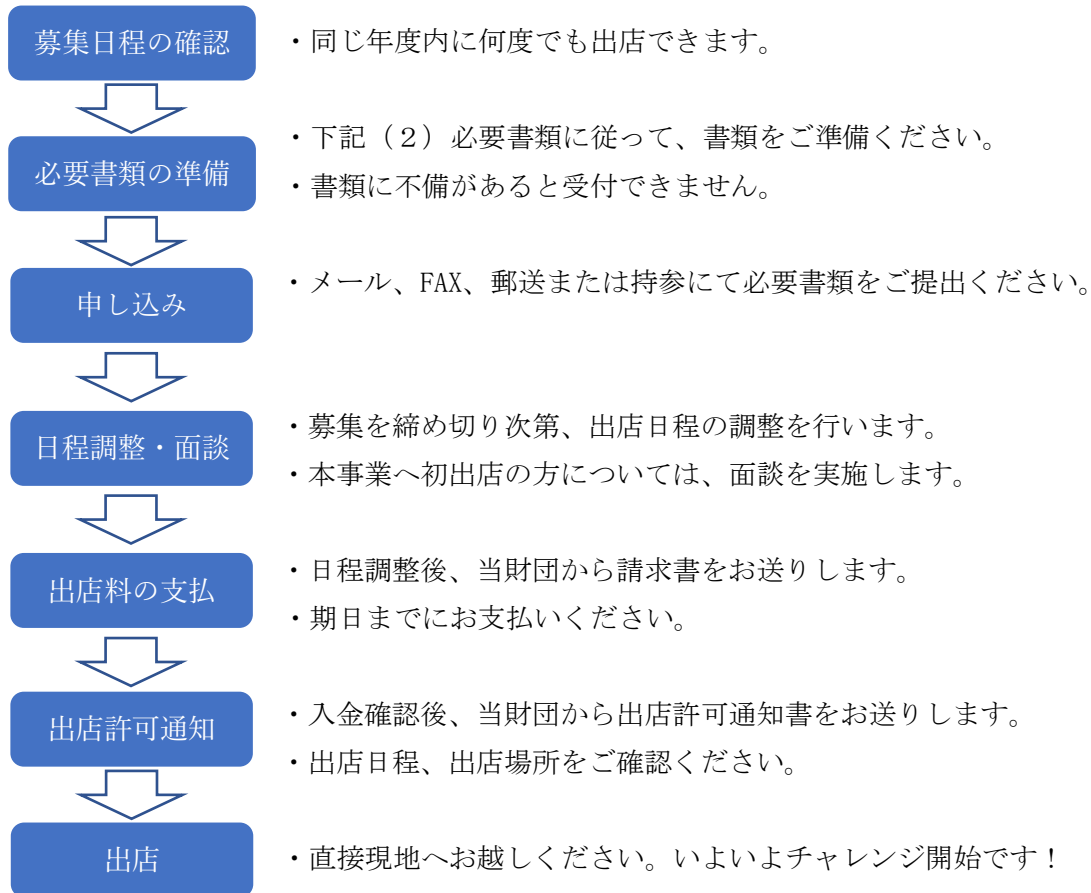 募集日程の確認
・同じ年度内に何度でも出店できます。
必要書類の準備
・下記（２）必要書類に従って、書類をご準備ください。
・書類に不備があると受付できません。
申し込み
・メール、FAX、郵送または持参にて必要書類をご提出ください。
日程調整・面談
・募集を締め切り次第、出店日程の調整を行います。
・本事業へ初出店の方については、面談を実施します。
出店料の支払
・日程調整後、当財団から請求書をお送りします。
・期日までにお支払いください。
出店許可通知
・入金確認後、当財団から出店許可通知書をお送りします。
・出店日程、出店場所をご確認ください。
出店
・直接現地へお越しください。いよいよチャレンジ開始です！